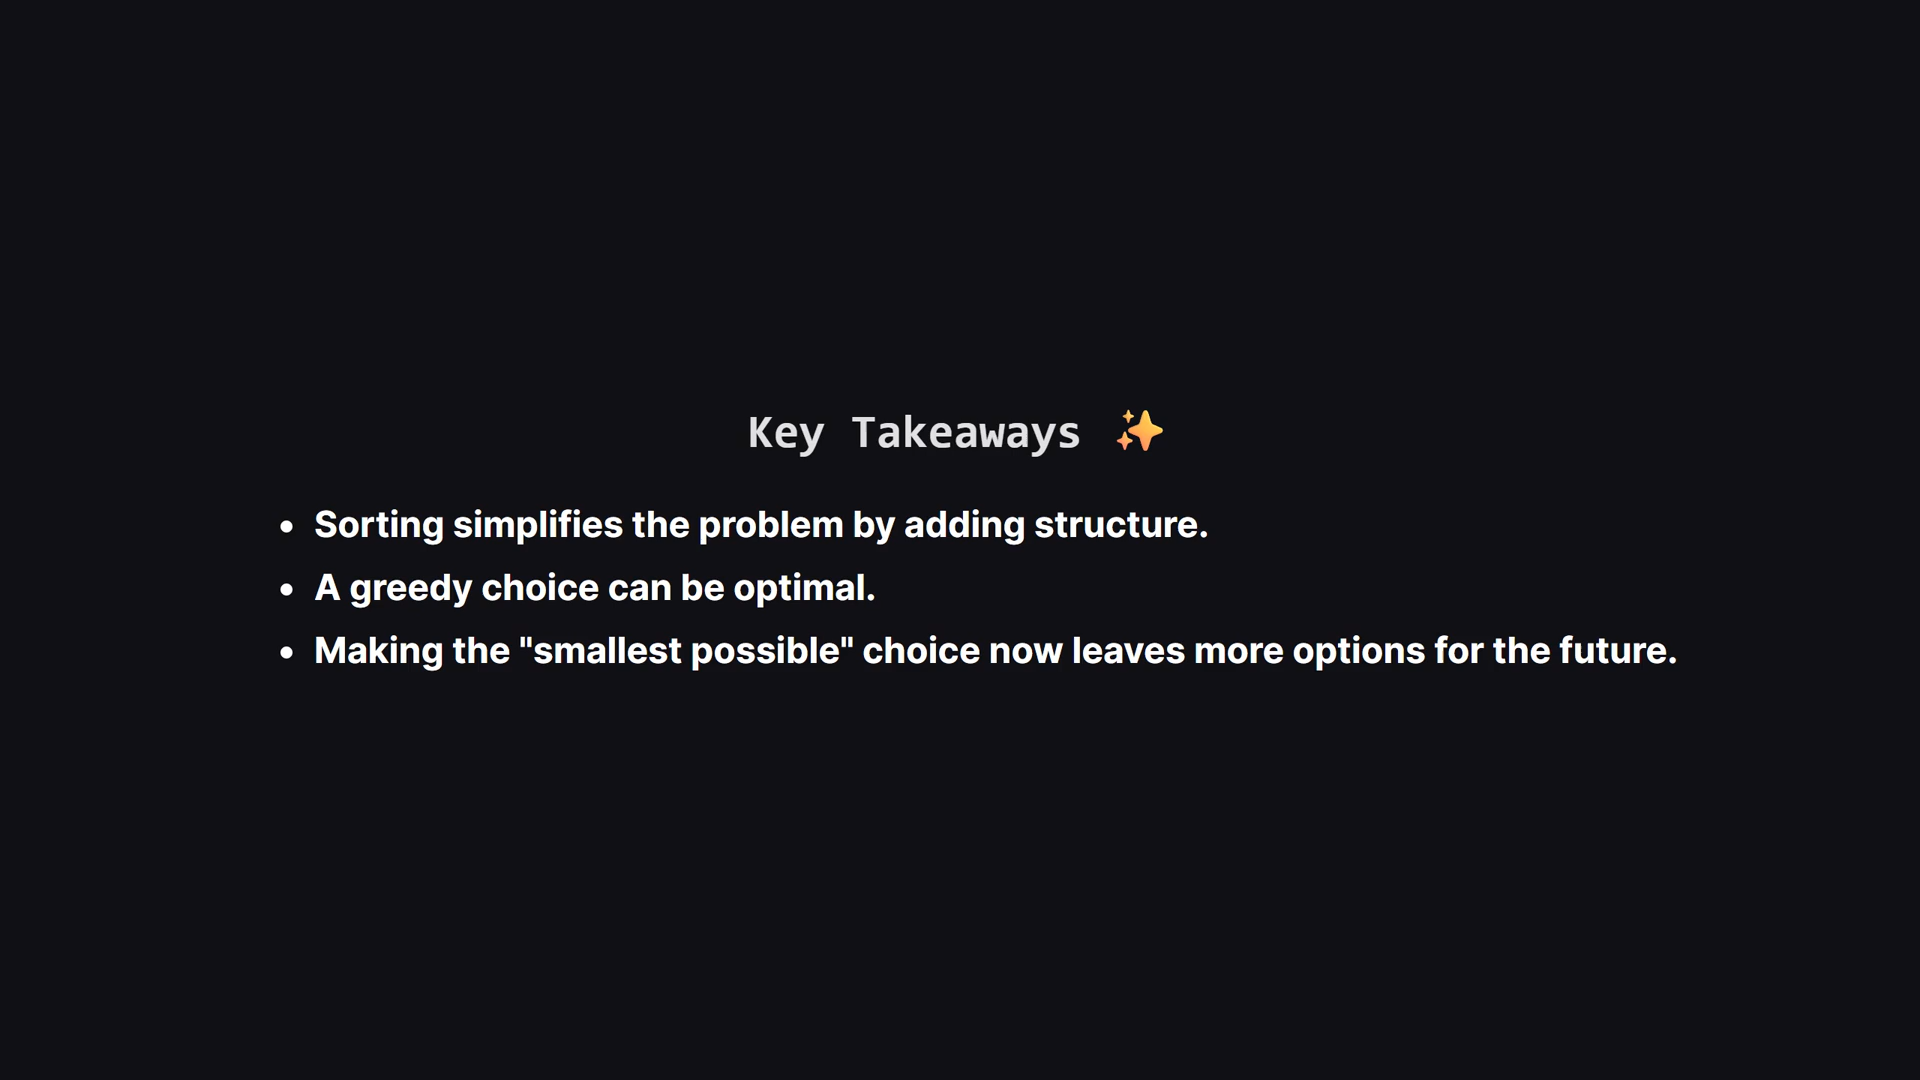 Key Takeaways ✨
• Sorting simplifies the problem by adding structure.
• A greedy choice can be optimal.
• Making the "smallest possible" choice now leaves more options for the future.